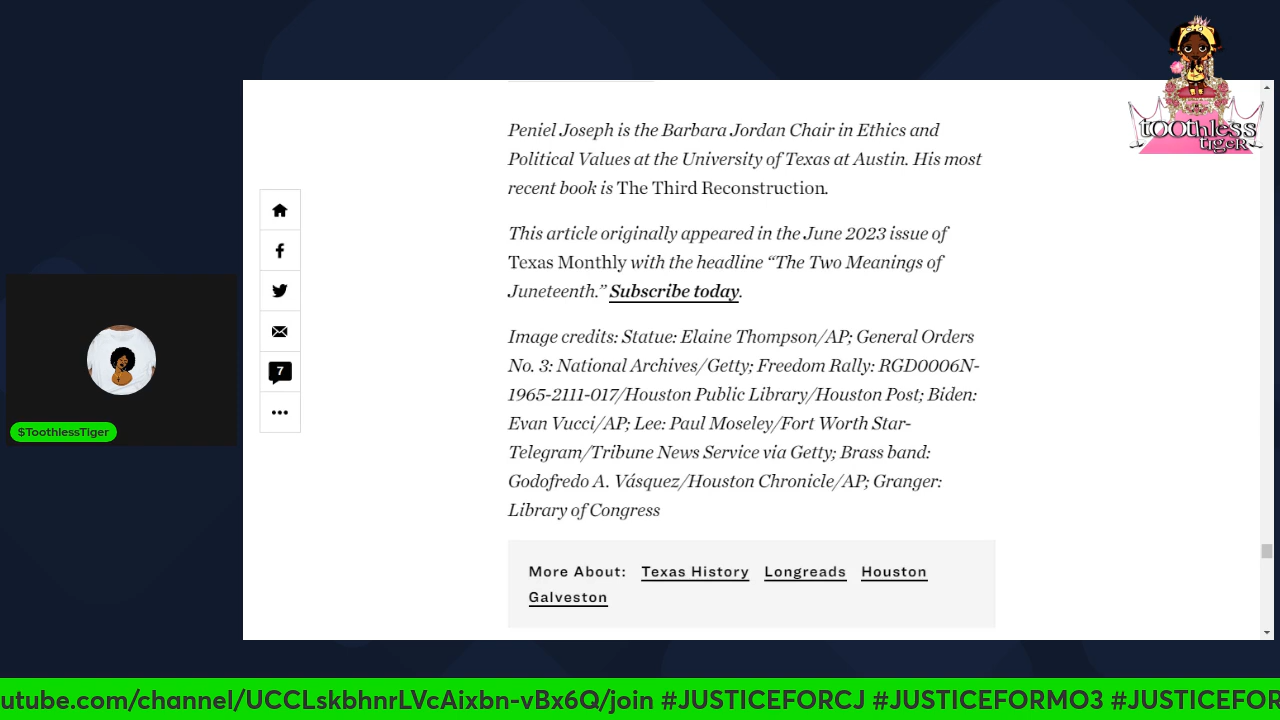 toothless
tiger
Peniel Joseph is the Barbara Jordan Chair in Ethics and
Political Values at the University of Texas at Austin. His most
recent book is The Third Reconstruction.
This article originally appeared in the June 2023 issue of
Texas Monthly with the headline “The Two Meanings of
Juneteenth.” Subscribe today.
Image credits: Statue: Elaine Thompson/AP; General Orders
No. 3: National Archives/Getty; Freedom Rally: RGD0006N-
1965-2111-017/Houston Public Library/Houston Post; Biden:
Evan Vucci/AP; Lee: Paul Moseley/Fort Worth Star-
Telegram/Tribune News Service via Getty; Brass band:
Godofredo A. Vásquez/Houston Chronicle/AP; Granger:
Library of Congress
7
$ToothlessTiger
More About: Texas History Longreads Houston
Galveston
utube.com/channel/UCCLskbhnrLVcAixbn-vBx6Q/join #JUSTICEFORCJ #JUSTICEFORMO3 #JUSTICEFOR